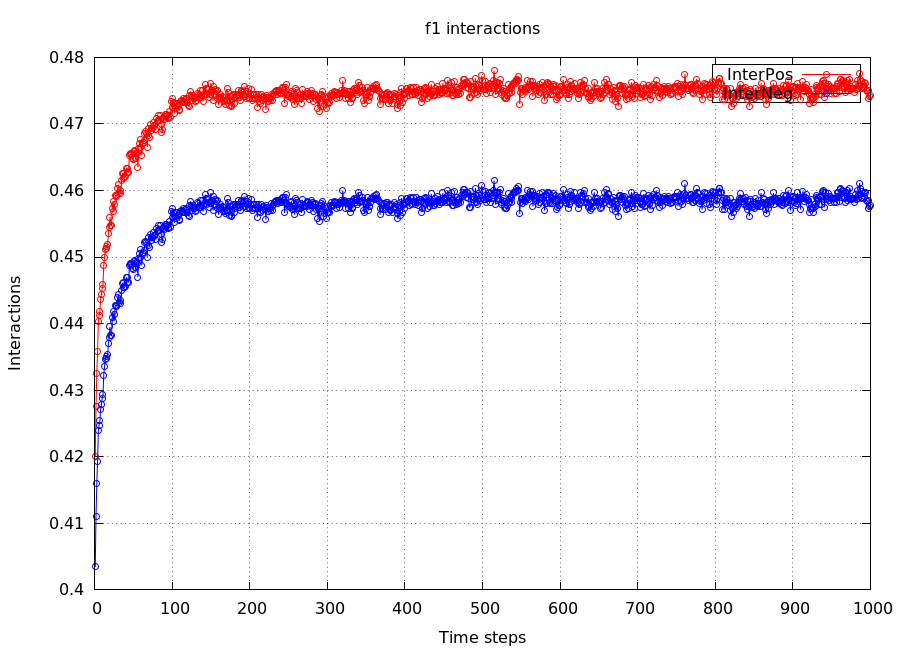 f1 interactions
0.48
0.47
0.46
0.45
0.44
0.43
0.42
0.41
0.4
0 100 200 300 400 500 600 700 800 900 1000
Interactions
Time steps
InterPos
InterNeg